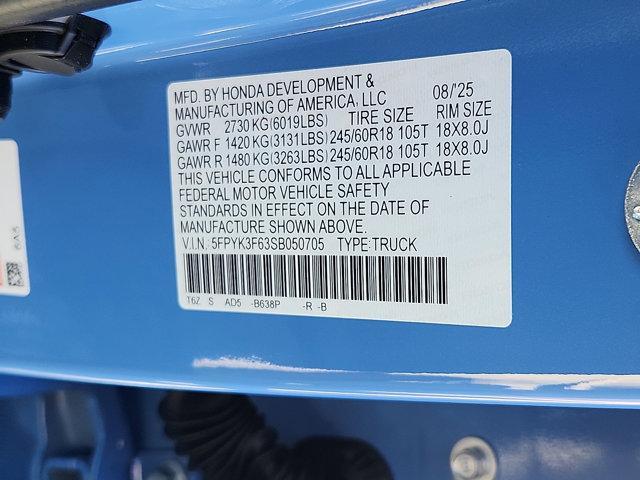 MFD. BY HONDA DEVELOPMENT & 08/'25
MANUFACTURING OF AMERICA, LLC
GVWR 2730 KG(6019LBS) TIRE SIZE RIM SIZE
GAWR F 1420 KG(3131LBS) 245/60R18 105T 18X8.0J
GAWR R 1480 KG(3263LBS) 245/60R18 105T 18X8.0J
THIS VEHICLE CONFORMS TO ALL APPLICABLE
FEDERAL MOTOR VEHICLE SAFETY
STANDARDS IN EFFECT ON THE DATE OF
MANUFACTURE SHOWN ABOVE.
V.I.N.: 5FPYK3F63SB050705 TYPE:TRUCK
T6Z S AD5 -B638P -R -B